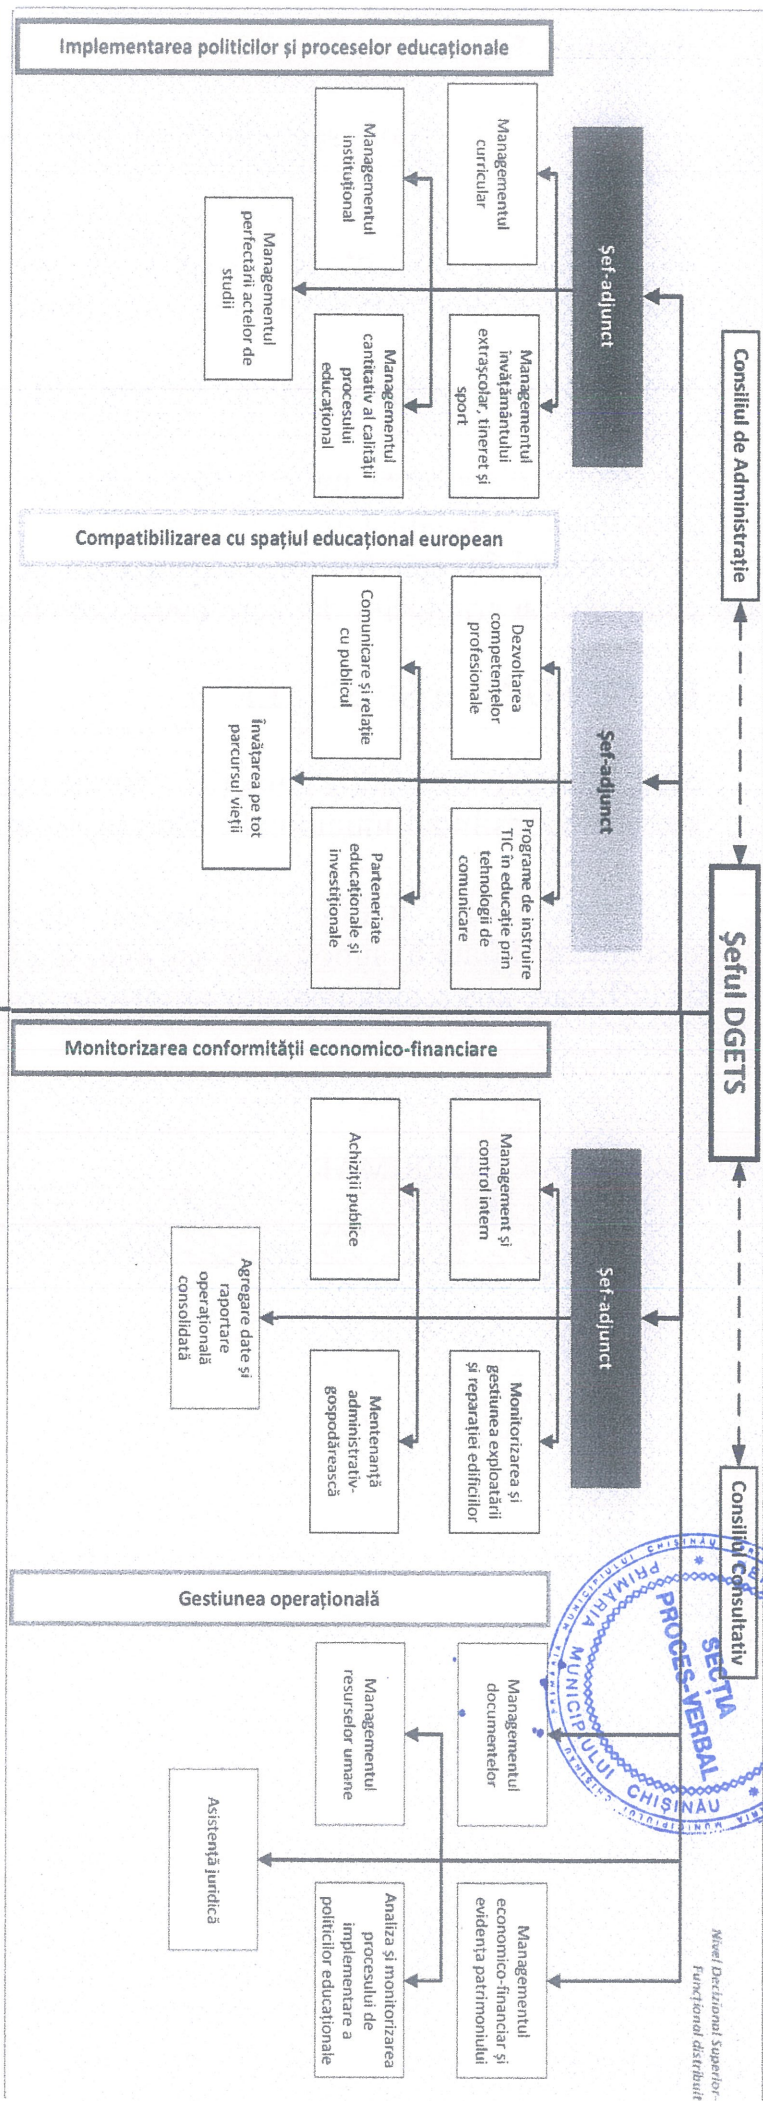 Nivel Decizional Superior-
Funcțional distribuit
Consiliul de Administrație
Șeful DGETS
Consiliul Consultativ
SECȚIA
PROCES-VERBAL
PRIMĂRIA MUNICIPIULUI CHIȘINĂU
Șef-adjunct
Managementul
curricular
Managementul
învățământului
extrașcolar, tineret și
sport
Managementul
instituțional
Managementul
cantitativ al calității
procesului
educațional
Managementul
perfectării actelor de
studii
Implementarea politicilor și proceselor educaționale
Șef-adjunct
Dezvoltarea
competențelor
profesionale
Programe de instruire
TIC în educație prin
tehnologii de
comunicare
Comunicare și relație
cu publicul
Parteneriate
educaționale și
investiționale
Învățarea pe tot
parcursul vieții
Compatibilizarea cu spațiul educațional european
Șef-adjunct
Management și
control intern
Monitorizarea și
gestiunea exploatării
și reparației edificiilor
Achiziții publice
Mentenanță
administrativ-
gospodărească
Agregare date și
raportare
operațională
consolidată
Monitorizarea conformității economico-financiare
Managementul
documentelor
Managementul
economico-financiar și
evidența patrimoniului
Managementul
resurselor umane
Analiza și monitorizarea
procesului de
implementare a
politicilor educaționale
Asistență juridică
Gestiunea operațională